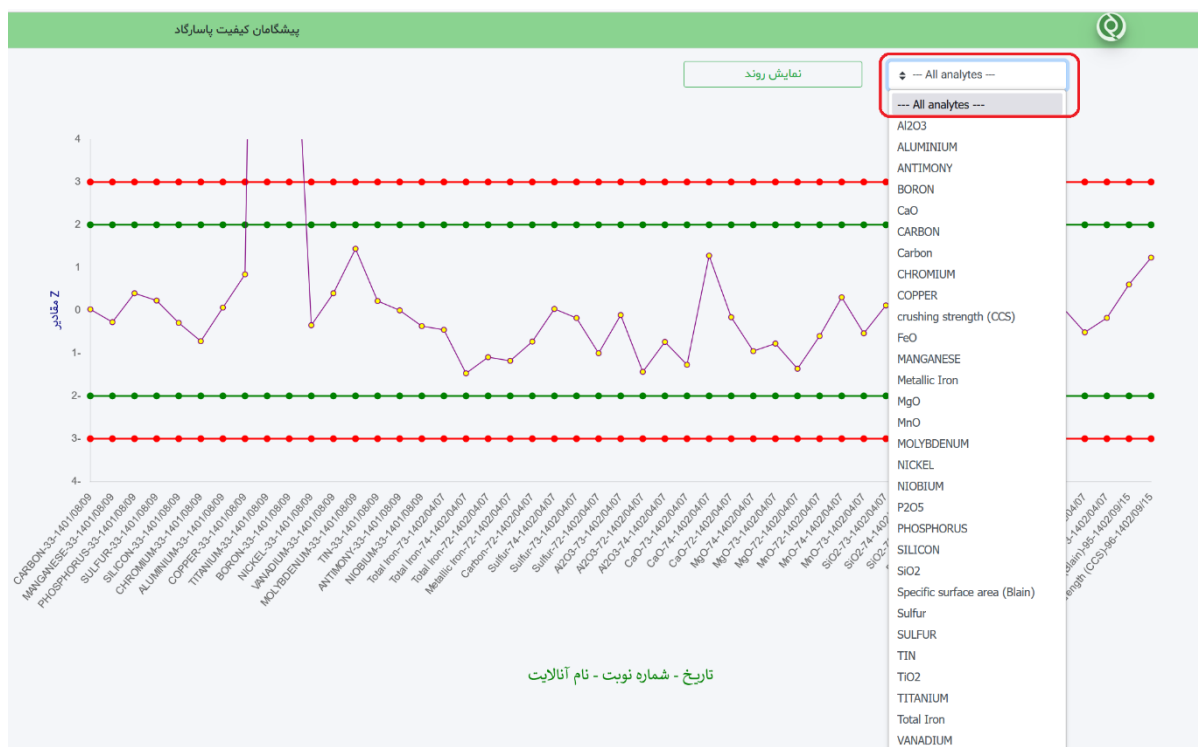 پیشگامان کیفیت پاسارگاد
نمایش روند
--- All analytes ---
--- All analytes ---
Al2O3
ALUMINIUM
ANTIMONY
BORON
CaO
CARBON
Carbon
CHROMIUM
COPPER
crushing strength (CCS)
FeO
MANGANESE
Metallic Iron
MgO
MnO
MOLYBDENUM
NICKEL
NIOBIUM
P2O5
PHOSPHORUS
SILICON
SiO2
Specific surface area (Blain)
Sulfur
SULFUR
TIN
TiO2
TITANIUM
Total Iron
VANADIUM
4
3
2
1
0
1-
2-
3-
4-
مقادیر Z
CARBON-33-1401/08/09
MANGANESE-33-1401/08/09
PHOSPHORUS-33-1401/08/09
SULFUR-33-1401/08/09
SILICON-33-1401/08/09
CHROMIUM-33-1401/08/09
ALUMINIUM-33-1401/08/09
COPPER-33-1401/08/09
TITANIUM-33-1401/08/09
BORON-33-1401/08/09
NICKEL-33-1401/08/09
VANADIUM-33-1401/08/09
MOLYBDENUM-33-1401/08/09
TIN-33-1401/08/09
ANTIMONY-33-1401/08/09
NIOBIUM-33-1401/08/09
Total Iron-73-1402/04/07
Total Iron-74-1402/04/07
Total Iron-72-1402/04/07
Metallic Iron-72-1402/04/07
Carbon-72-1402/04/07
Sulfur-74-1402/04/07
Sulfur-73-1402/04/07
Sulfur-72-1402/04/07
Al2O3-73-1402/04/07
Al2O3-72-1402/04/07
Al2O3-74-1402/04/07
CaO-73-1402/04/07
CaO-74-1402/04/07
CaO-72-1402/04/07
MgO-74-1402/04/07
MgO-73-1402/04/07
MgO-72-1402/04/07
MnO-72-1402/04/07
MnO-74-1402/04/07
MnO-73-1402/04/07
SiO2-73-1402/04/07
تاریخ - شماره نوبت - نام آنالایت